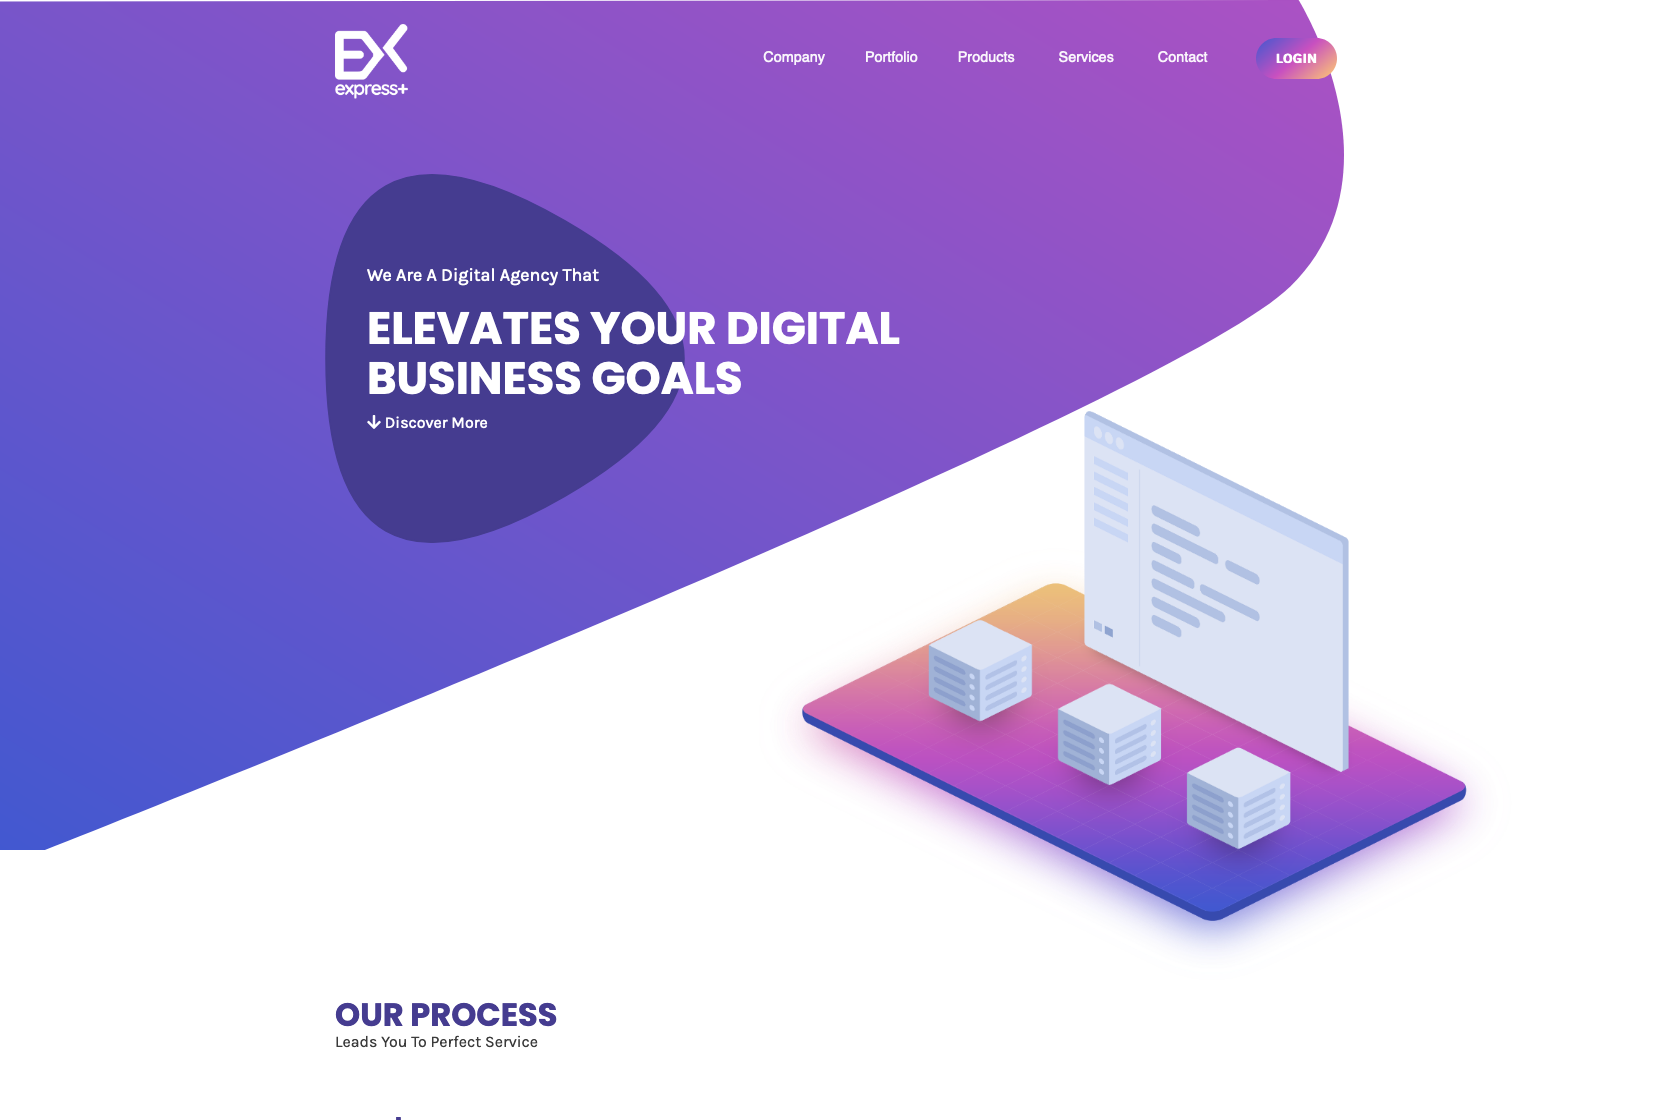 EX
express+
Company Portfolio Products Services Contact LOGIN
We Are A Digital Agency That
ELEVATES YOUR DIGITAL
BUSINESS GOALS
Discover More
OUR PROCESS
Leads You To Perfect Service